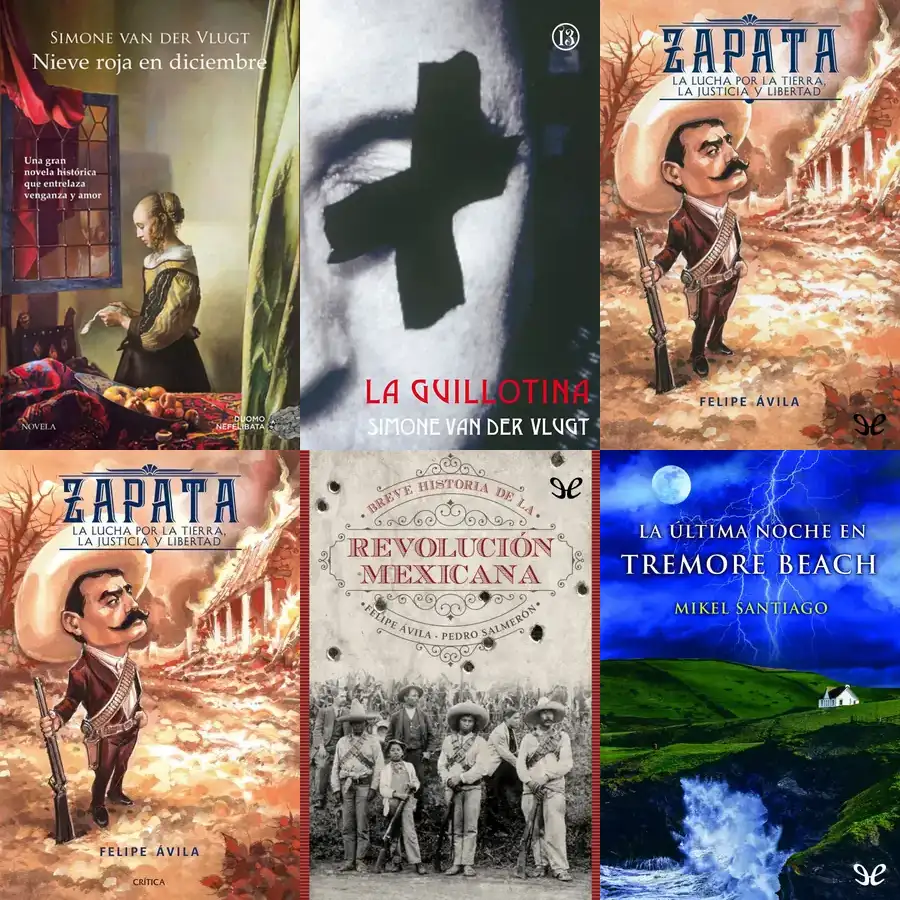 SIMONE VAN DER VLUGT
Nieve roja en diciembre
Una gran
novela histórica
que entrelaza
venganza y amor
NOVELA
DUOMO
NEFELIBATA
13
LA GUILLOTINA
SIMONE VAN DER VLUGT
ZAPATA
LA LUCHA POR LA TIERRA,
LA JUSTICIA Y LIBERTAD
FELIPE ÁVILA
ZAPATA
LA LUCHA POR LA TIERRA,
LA JUSTICIA Y LIBERTAD
FELIPE ÁVILA
CRÍTICA
BREVE HISTORIA DE LA
REVOLUCIÓN
MEXICANA
FELIPE ÁVILA - PEDRO SALMERÓN
LA ÚLTIMA NOCHE EN
TREMORE BEACH
MIKEL SANTIAGO